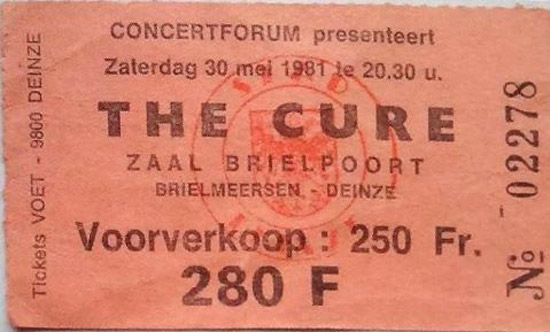 CONCERTFORUM presenteert
Zaterdag 30 mei 1981 te 20.30 u.
THE CURE
ZAAL BRIELPOORT
BRIELMEERSEN - DEINZE
Voorverkoop : 250 Fr.
280 F
Tickets VOET - 9800 DEINZE
No - 02278
STAD